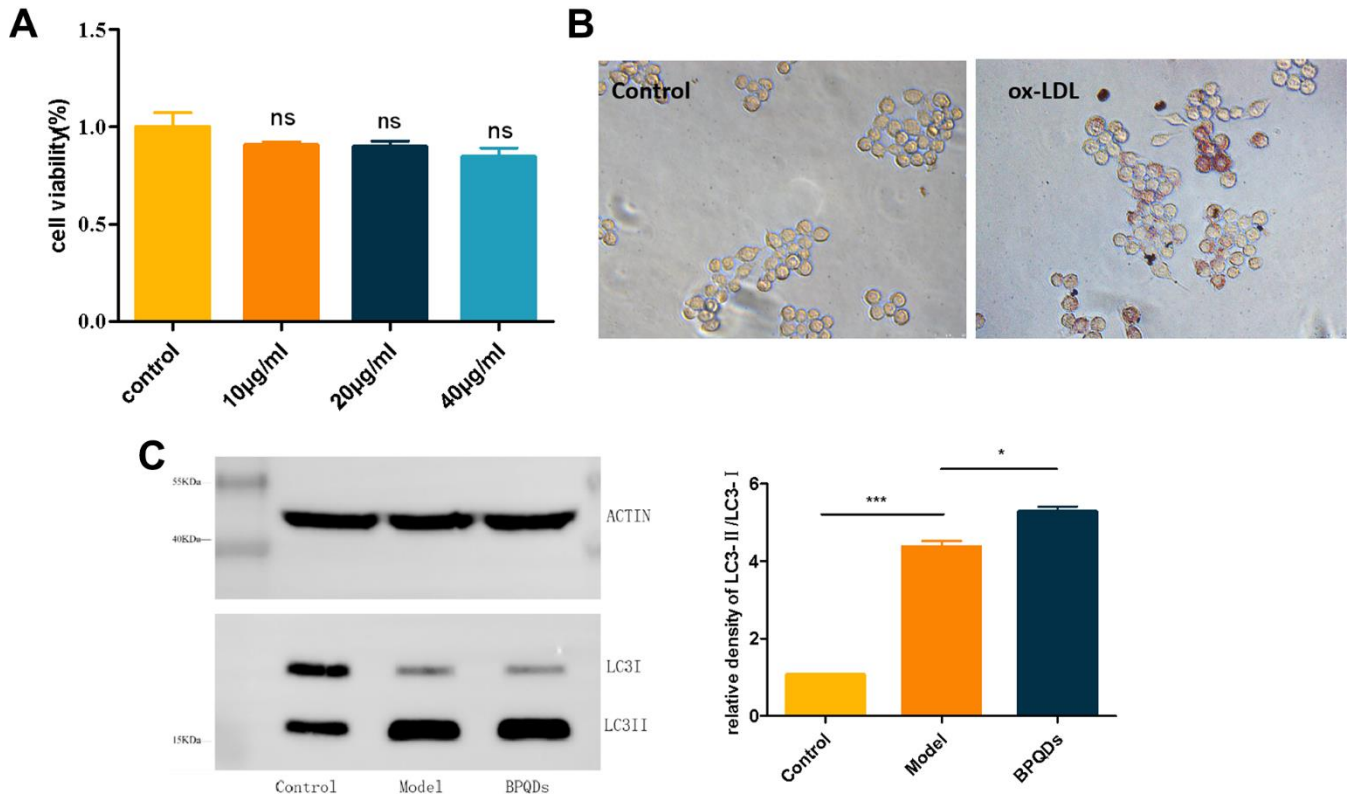 A
cell viability(%)
1.5
1.0
0.5
0.0
ns
ns
ns
control
10μg/ml
20μg/ml
40μg/ml
B
Control
ox-LDL
C
55KDa
40KDa
ACTIN
LC3I
LC3II
15KDa
Control Model BPQDs
relative density of LC3-Ⅱ/LC3-Ⅰ
6
4
2
0
***
*
Control
Model
BPQDs